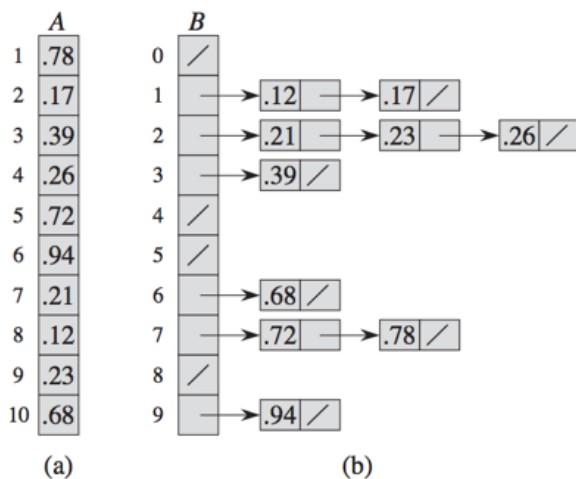 A B
1 .78 0 /
2 .17 1 .12 .17 /
3 .39 2 .21 .23 .26 /
4 .26 3 .39 /
5 .72 4 /
6 .94 5 /
7 .21 6 .68 /
8 .12 7 .72 .78 /
9 .23 8 /
10 .68 9 .94 /
(a) (b)